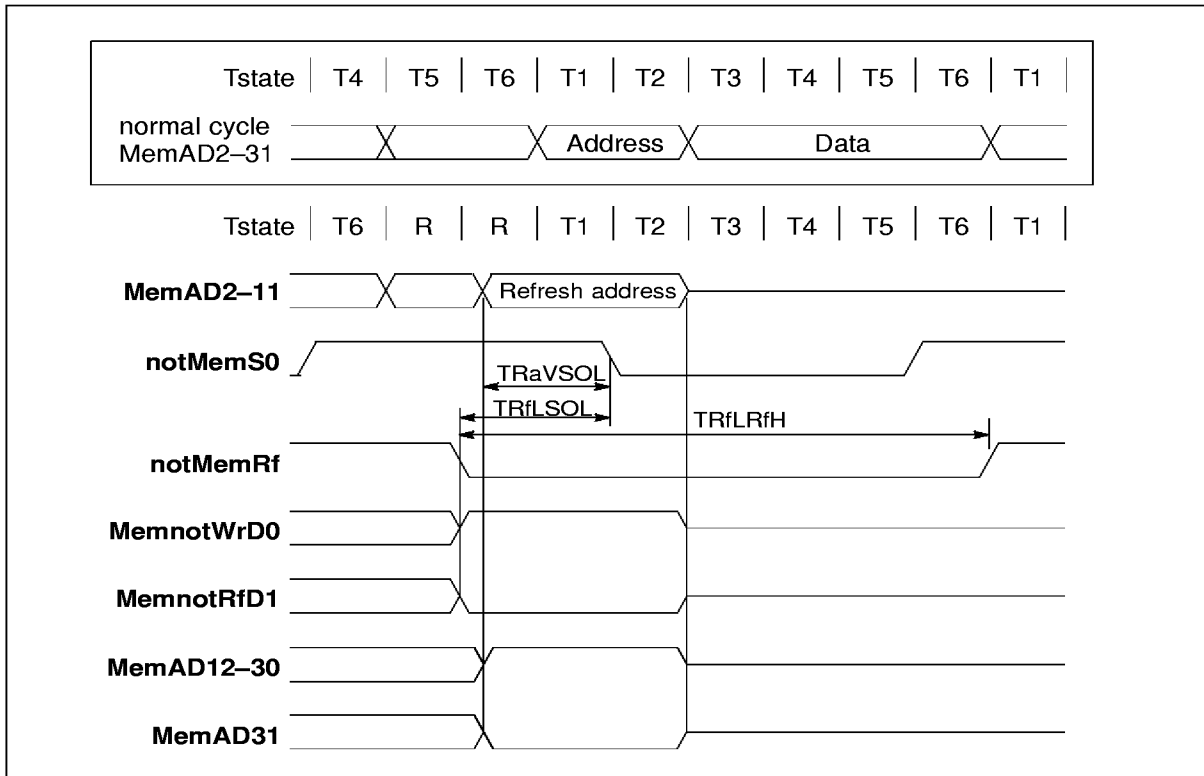 Tstate | T4 | T5 | T6 | T1 | T2 | T3 | T4 | T5 | T6 | T1 |
normal cycle
MemAD2–31
Address
Data
Tstate | T6 | R | R | T1 | T2 | T3 | T4 | T5 | T6 | T1 |
MemAD2–11
Refresh address
notMemS0
TRaVSOL
TRfLSOL
TRfLRfH
notMemRf
MemnotWrD0
MemnotRfD1
MemAD12–30
MemAD31